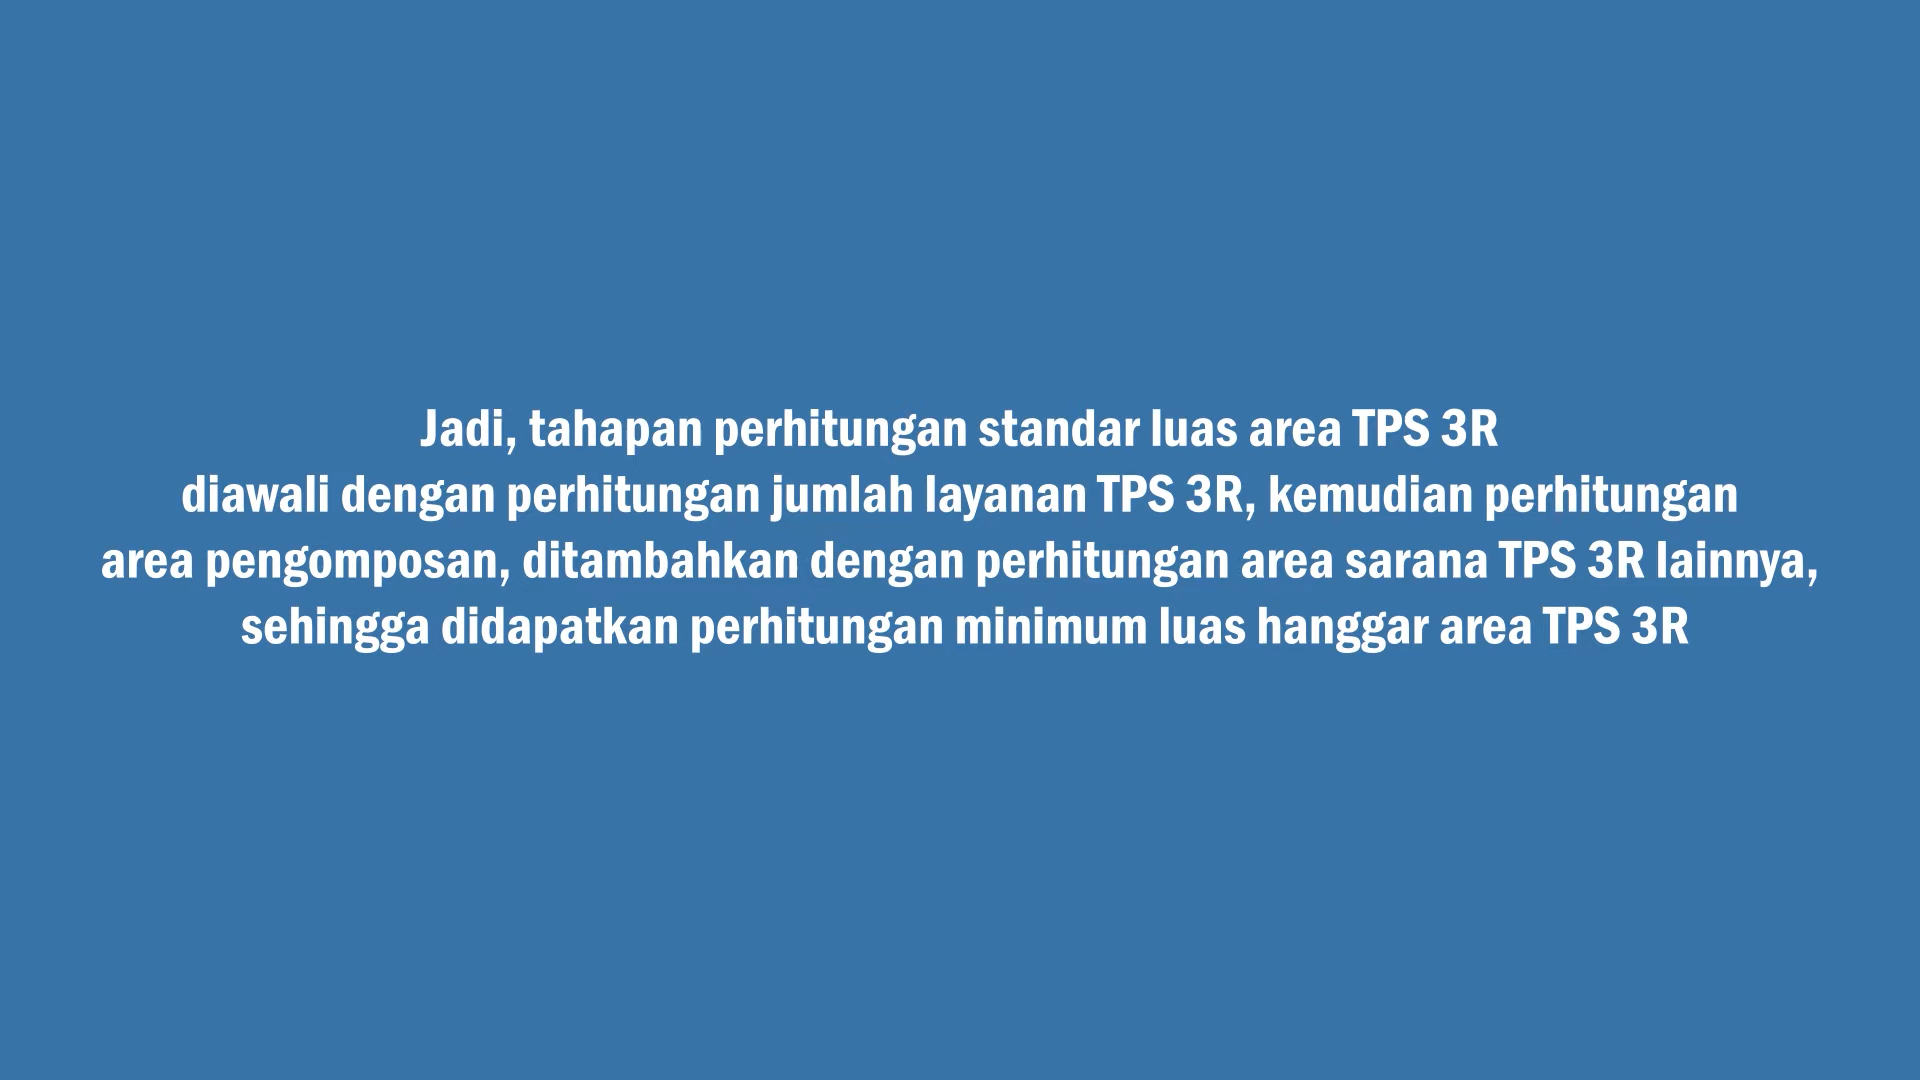 Jadi, tahapan perhitungan standar luas area TPS 3R
diawali dengan perhitungan jumlah layanan TPS 3R, kemudian perhitungan
area pengomposan, ditambahkan dengan perhitungan area sarana TPS 3R lainnya,
sehingga didapatkan perhitungan minimum luas hanggar area TPS 3R